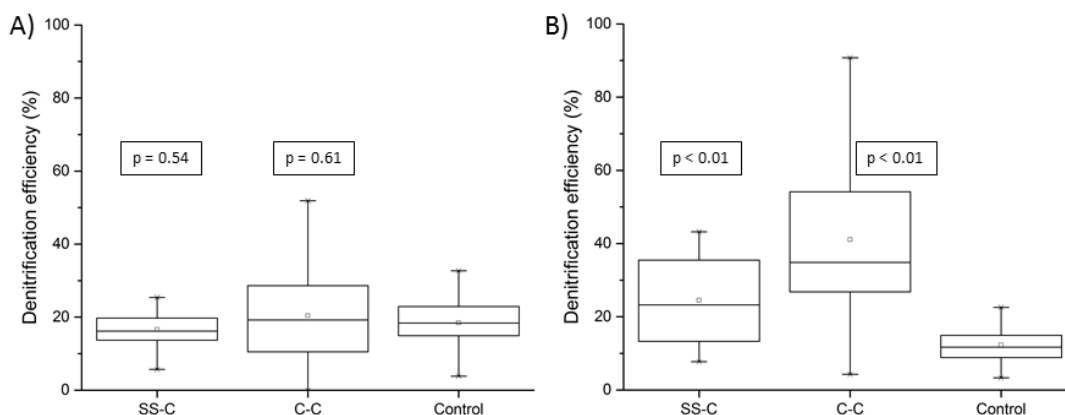 A)
Denitrification efficiency (%)
100
80
60
40
20
0
p = 0.54
p = 0.61
SS-C
C-C
Control
B)
Denitrification efficiency (%)
100
80
60
40
20
0
p < 0.01
p < 0.01
SS-C
C-C
Control